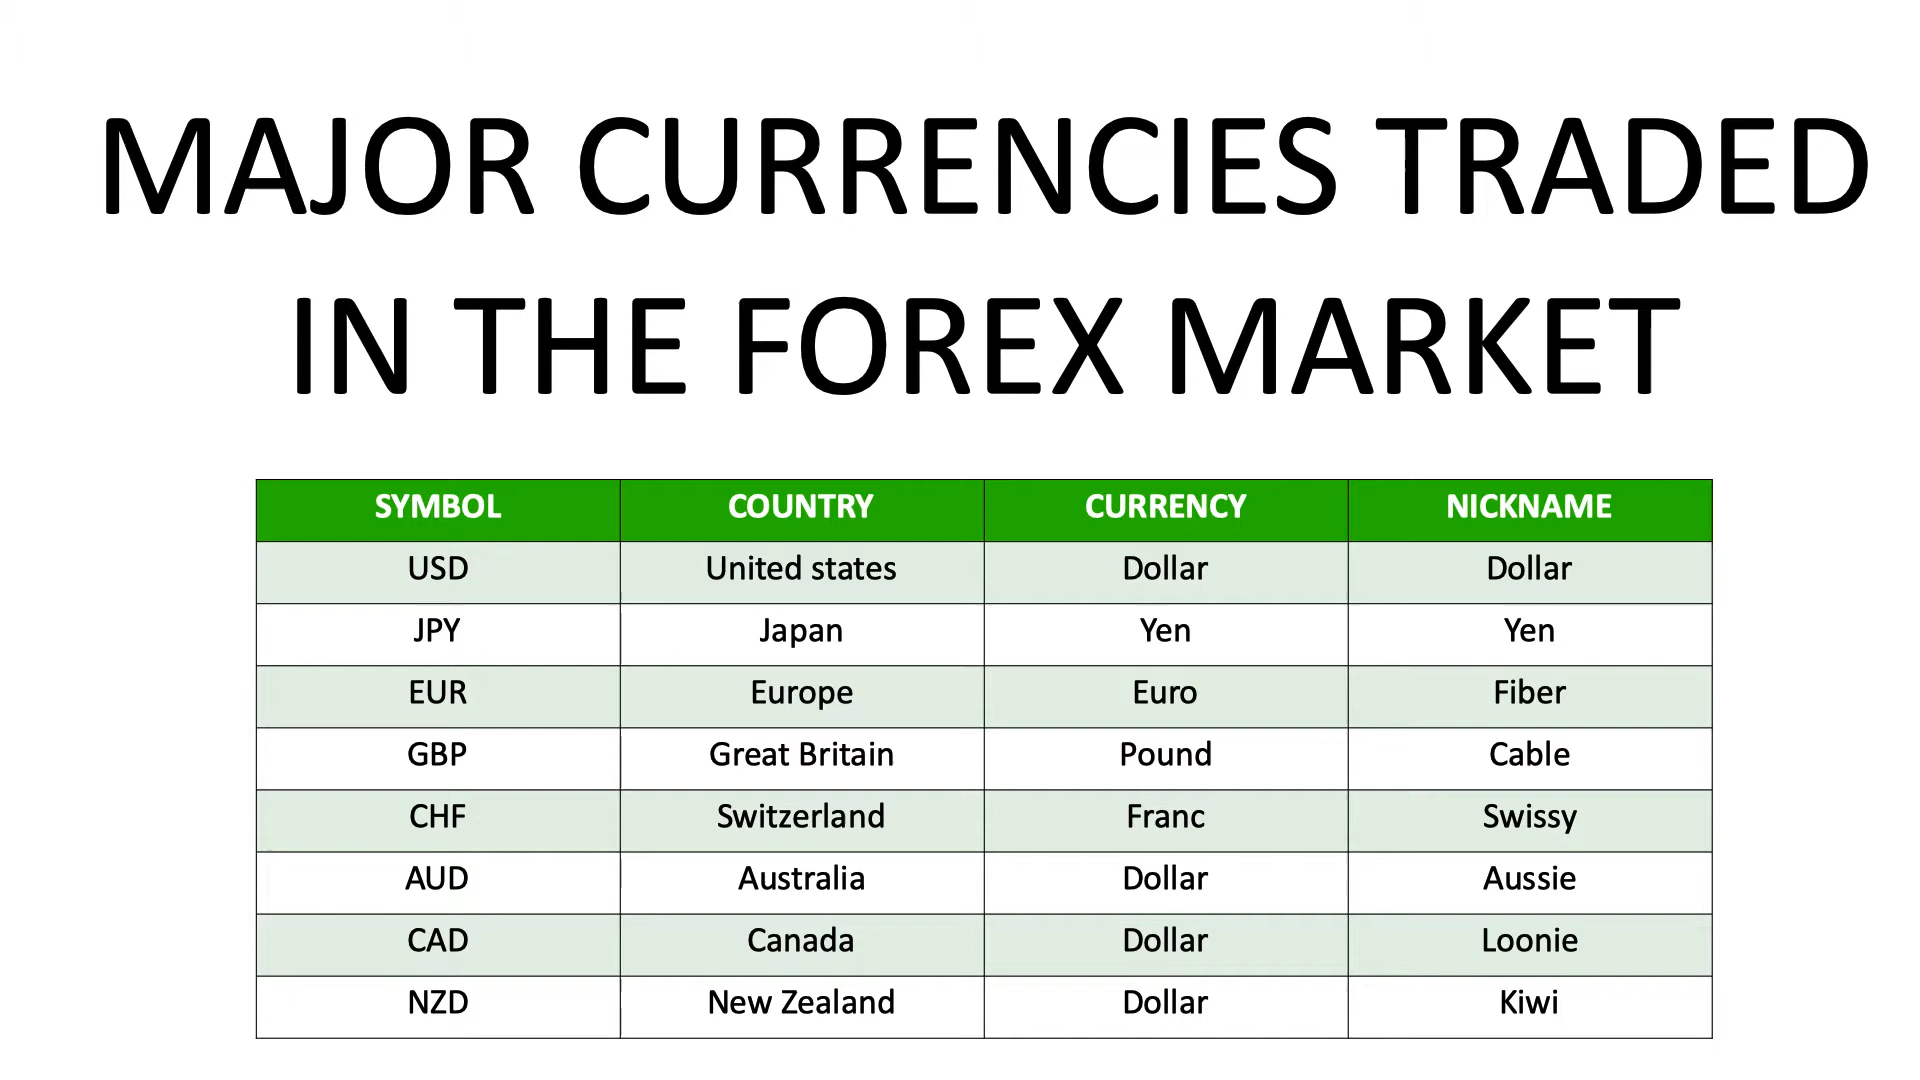 MAJOR CURRENCIES TRADED
IN THE FOREX MARKET
SYMBOL COUNTRY CURRENCY NICKNAME
USD United states Dollar Dollar
JPY Japan Yen Yen
EUR Europe Euro Fiber
GBP Great Britain Pound Cable
CHF Switzerland Franc Swissy
AUD Australia Dollar Aussie
CAD Canada Dollar Loonie
NZD New Zealand Dollar Kiwi